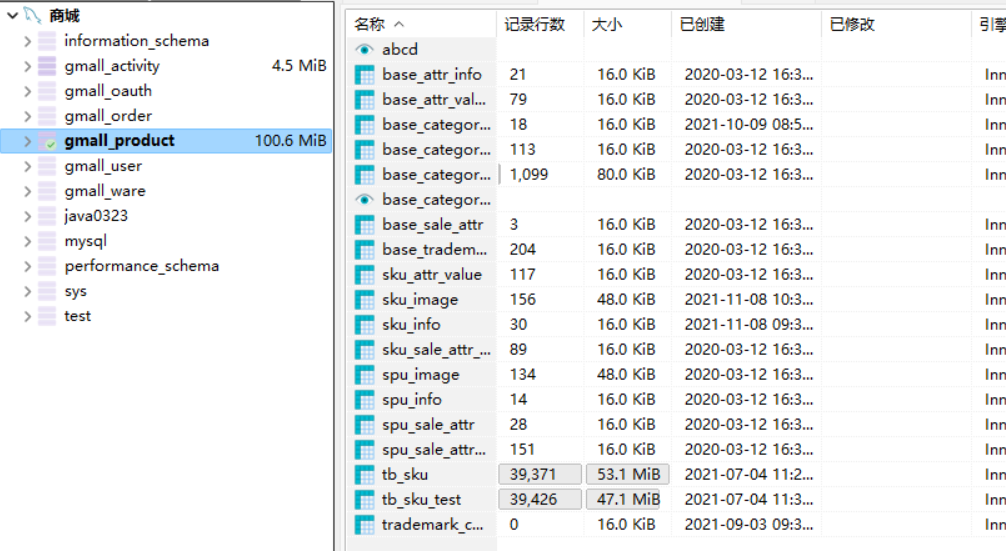 商城
information_schema
gmall_activity 4.5 MiB
gmall_oauth
gmall_order
gmall_product 100.6 MiB
gmall_user
gmall_ware
java0323
mysql
performance_schema
sys
test
名称 记录行数 大小 已创建 已修改 引擎
abcd
base_attr_info 21 16.0 KiB 2020-03-12 16:3... Inn
base_attr_val... 79 16.0 KiB 2020-03-12 16:3... Inn
base_categor... 18 16.0 KiB 2021-10-09 08:5... Inn
base_categor... 113 16.0 KiB 2020-03-12 16:3... Inn
base_categor... 1,099 80.0 KiB 2020-03-12 16:3... Inn
base_categor...
base_sale_attr 3 16.0 KiB 2020-03-12 16:3... Inn
base_tradem... 204 16.0 KiB 2020-03-12 16:3... Inn
sku_attr_value 117 16.0 KiB 2020-03-12 16:3... Inn
sku_image 156 48.0 KiB 2021-11-08 10:3... Inn
sku_info 30 16.0 KiB 2021-11-08 09:3... Inn
sku_sale_attr_... 89 16.0 KiB 2020-03-12 16:3... Inn
spu_image 134 48.0 KiB 2020-03-12 16:3... Inn
spu_info 14 16.0 KiB 2020-03-12 16:3... Inn
spu_sale_attr 28 16.0 KiB 2020-03-12 16:3... Inn
spu_sale_attr... 151 16.0 KiB 2020-03-12 16:3... Inn
tb_sku 39,371 53.1 MiB 2021-07-04 11:2... Inn
tb_sku_test 39,426 47.1 MiB 2021-07-04 11:3... Inn
trademark_c... 0 16.0 KiB 2021-09-03 09:3... Inn